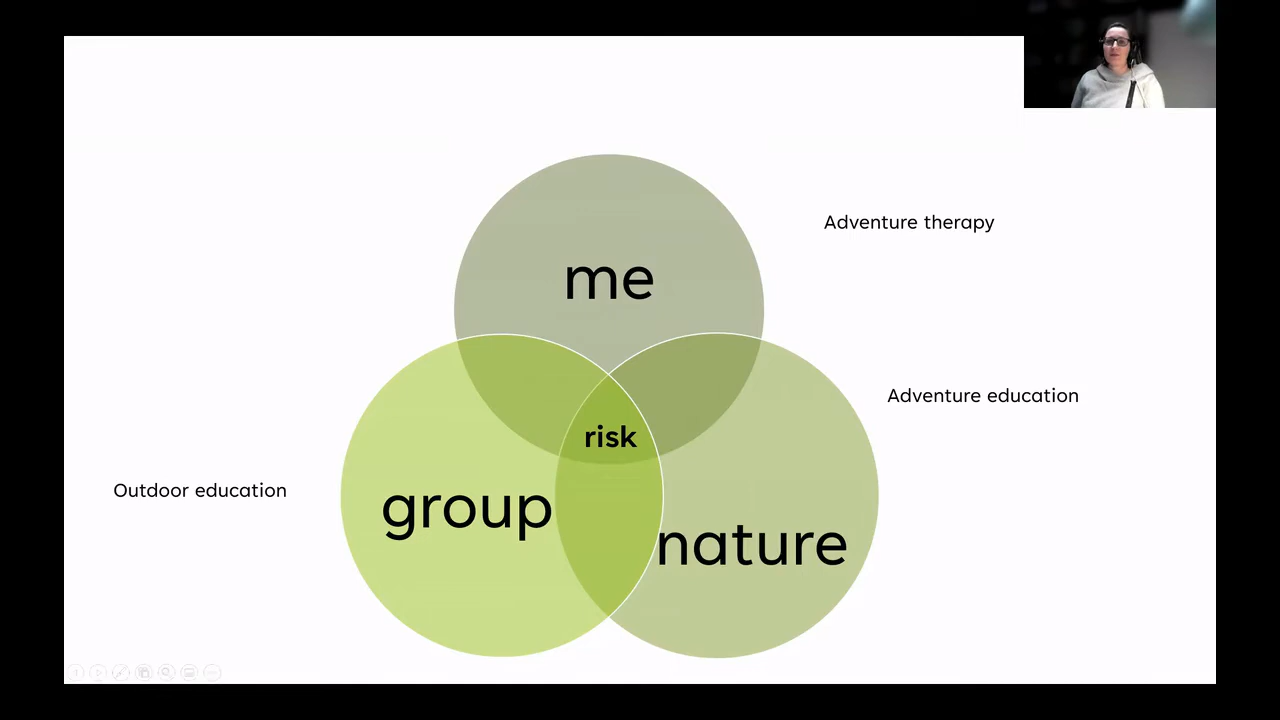 Adventure therapy
me
Adventure education
risk
Outdoor education
group
nature